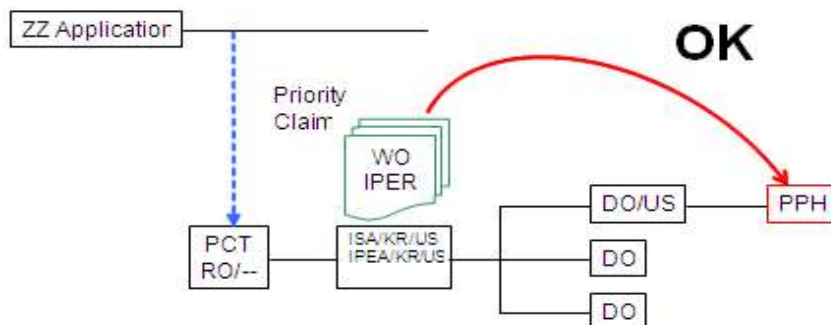 ZZ Application
OK
Priority
Claim
WO
IPER
DO/US
PPH
PCT
RO/--
ISA/KR/US
IPEA/KR/US
DO
DO